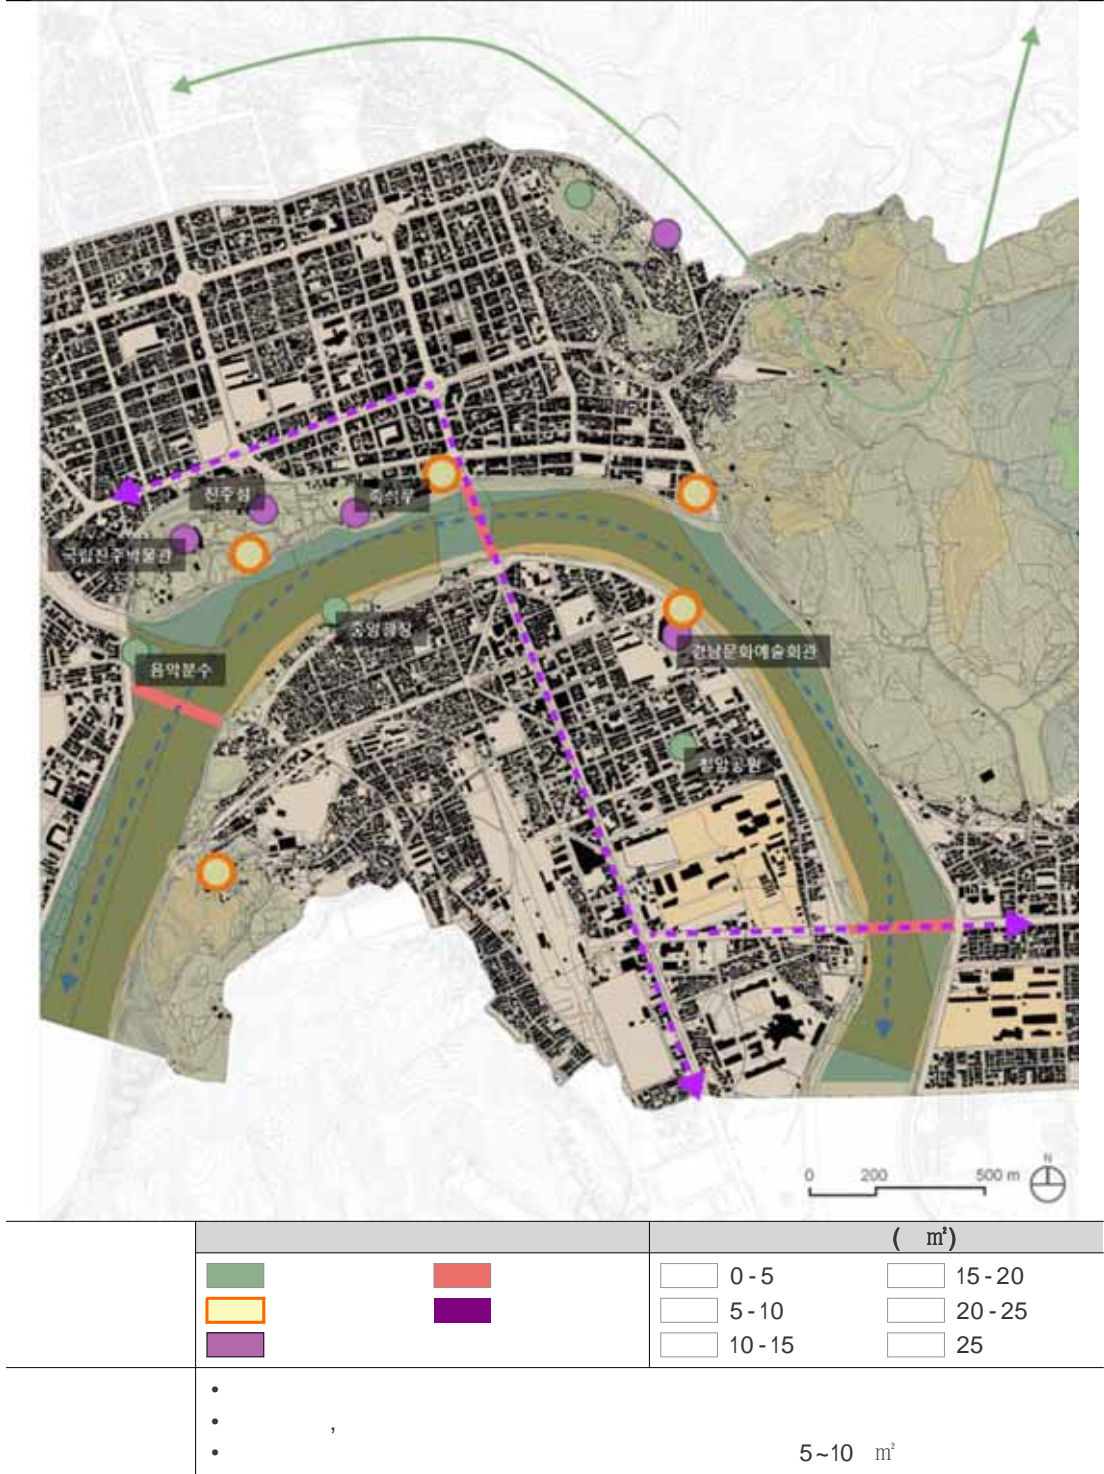 진주성
촉석루
국립진주박물관
중앙광장
음악분수
경남문화예술회관
칠암공원
N
0 200 500 m
( ㎡)
0 - 5 15 - 20
5 - 10 20 - 25
10 - 15 25
•
• ,
• 5~10 ㎡